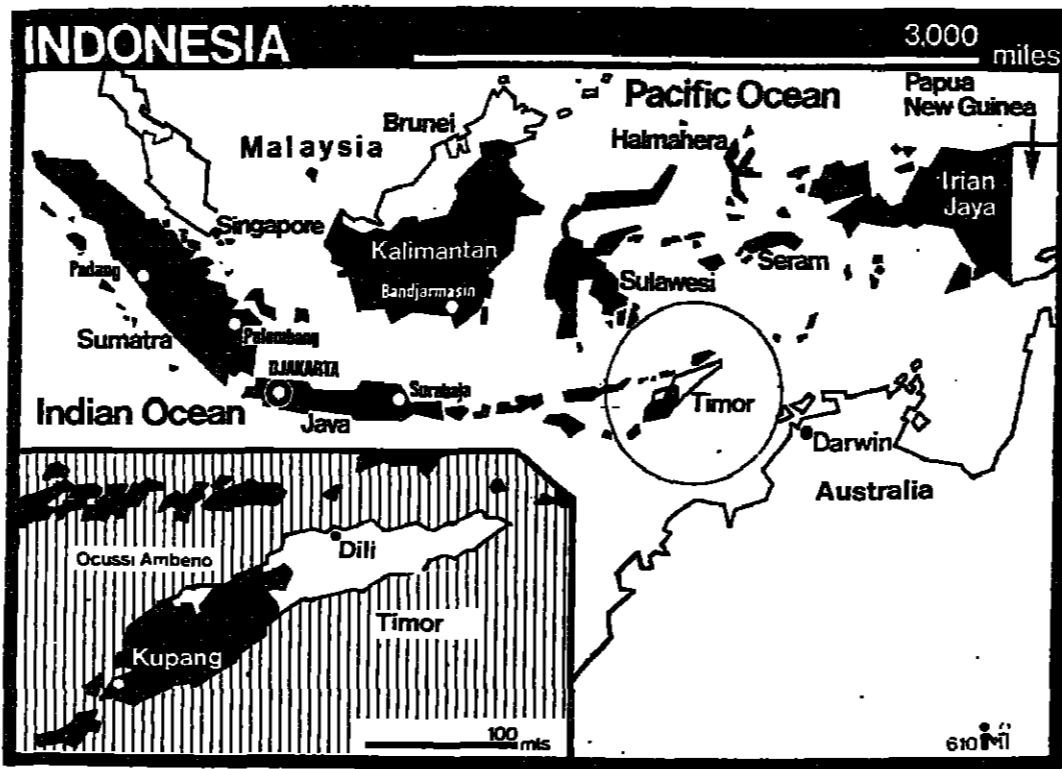 INDONESIA
3,000 miles
Pacific Ocean
Papua
New Guinea
Brunei
Malaysia
Halmahera
Irian
Jaya
Singapore
Kalimantan
Seram
Padang
Bandjarmasin
Sulawesi
Sumatra
Palembang
DJAKARTA
Surabaja
Indian Ocean
Java
Timor
Darwin
Australia
Dili
Ocussi Ambeno
Timor
Kupang
100
mls
610